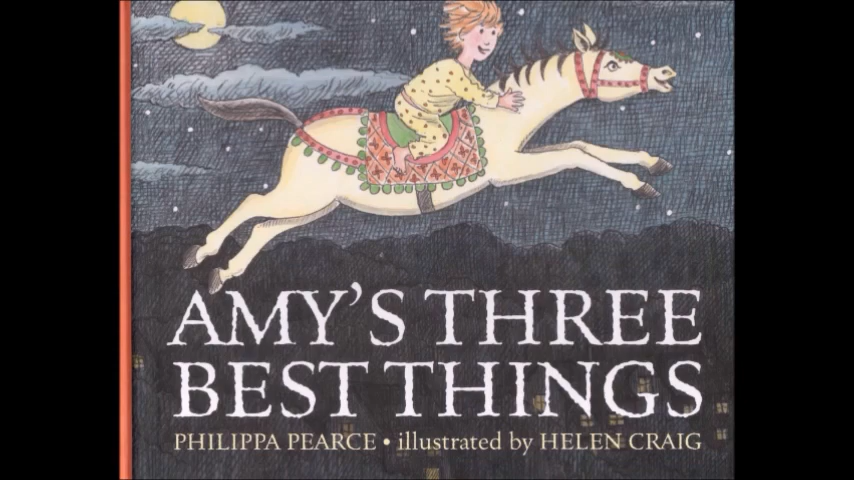 AMY'S THREE
BEST THINGS
PHILIPPA PEARCE • illustrated by HELEN CRAIG